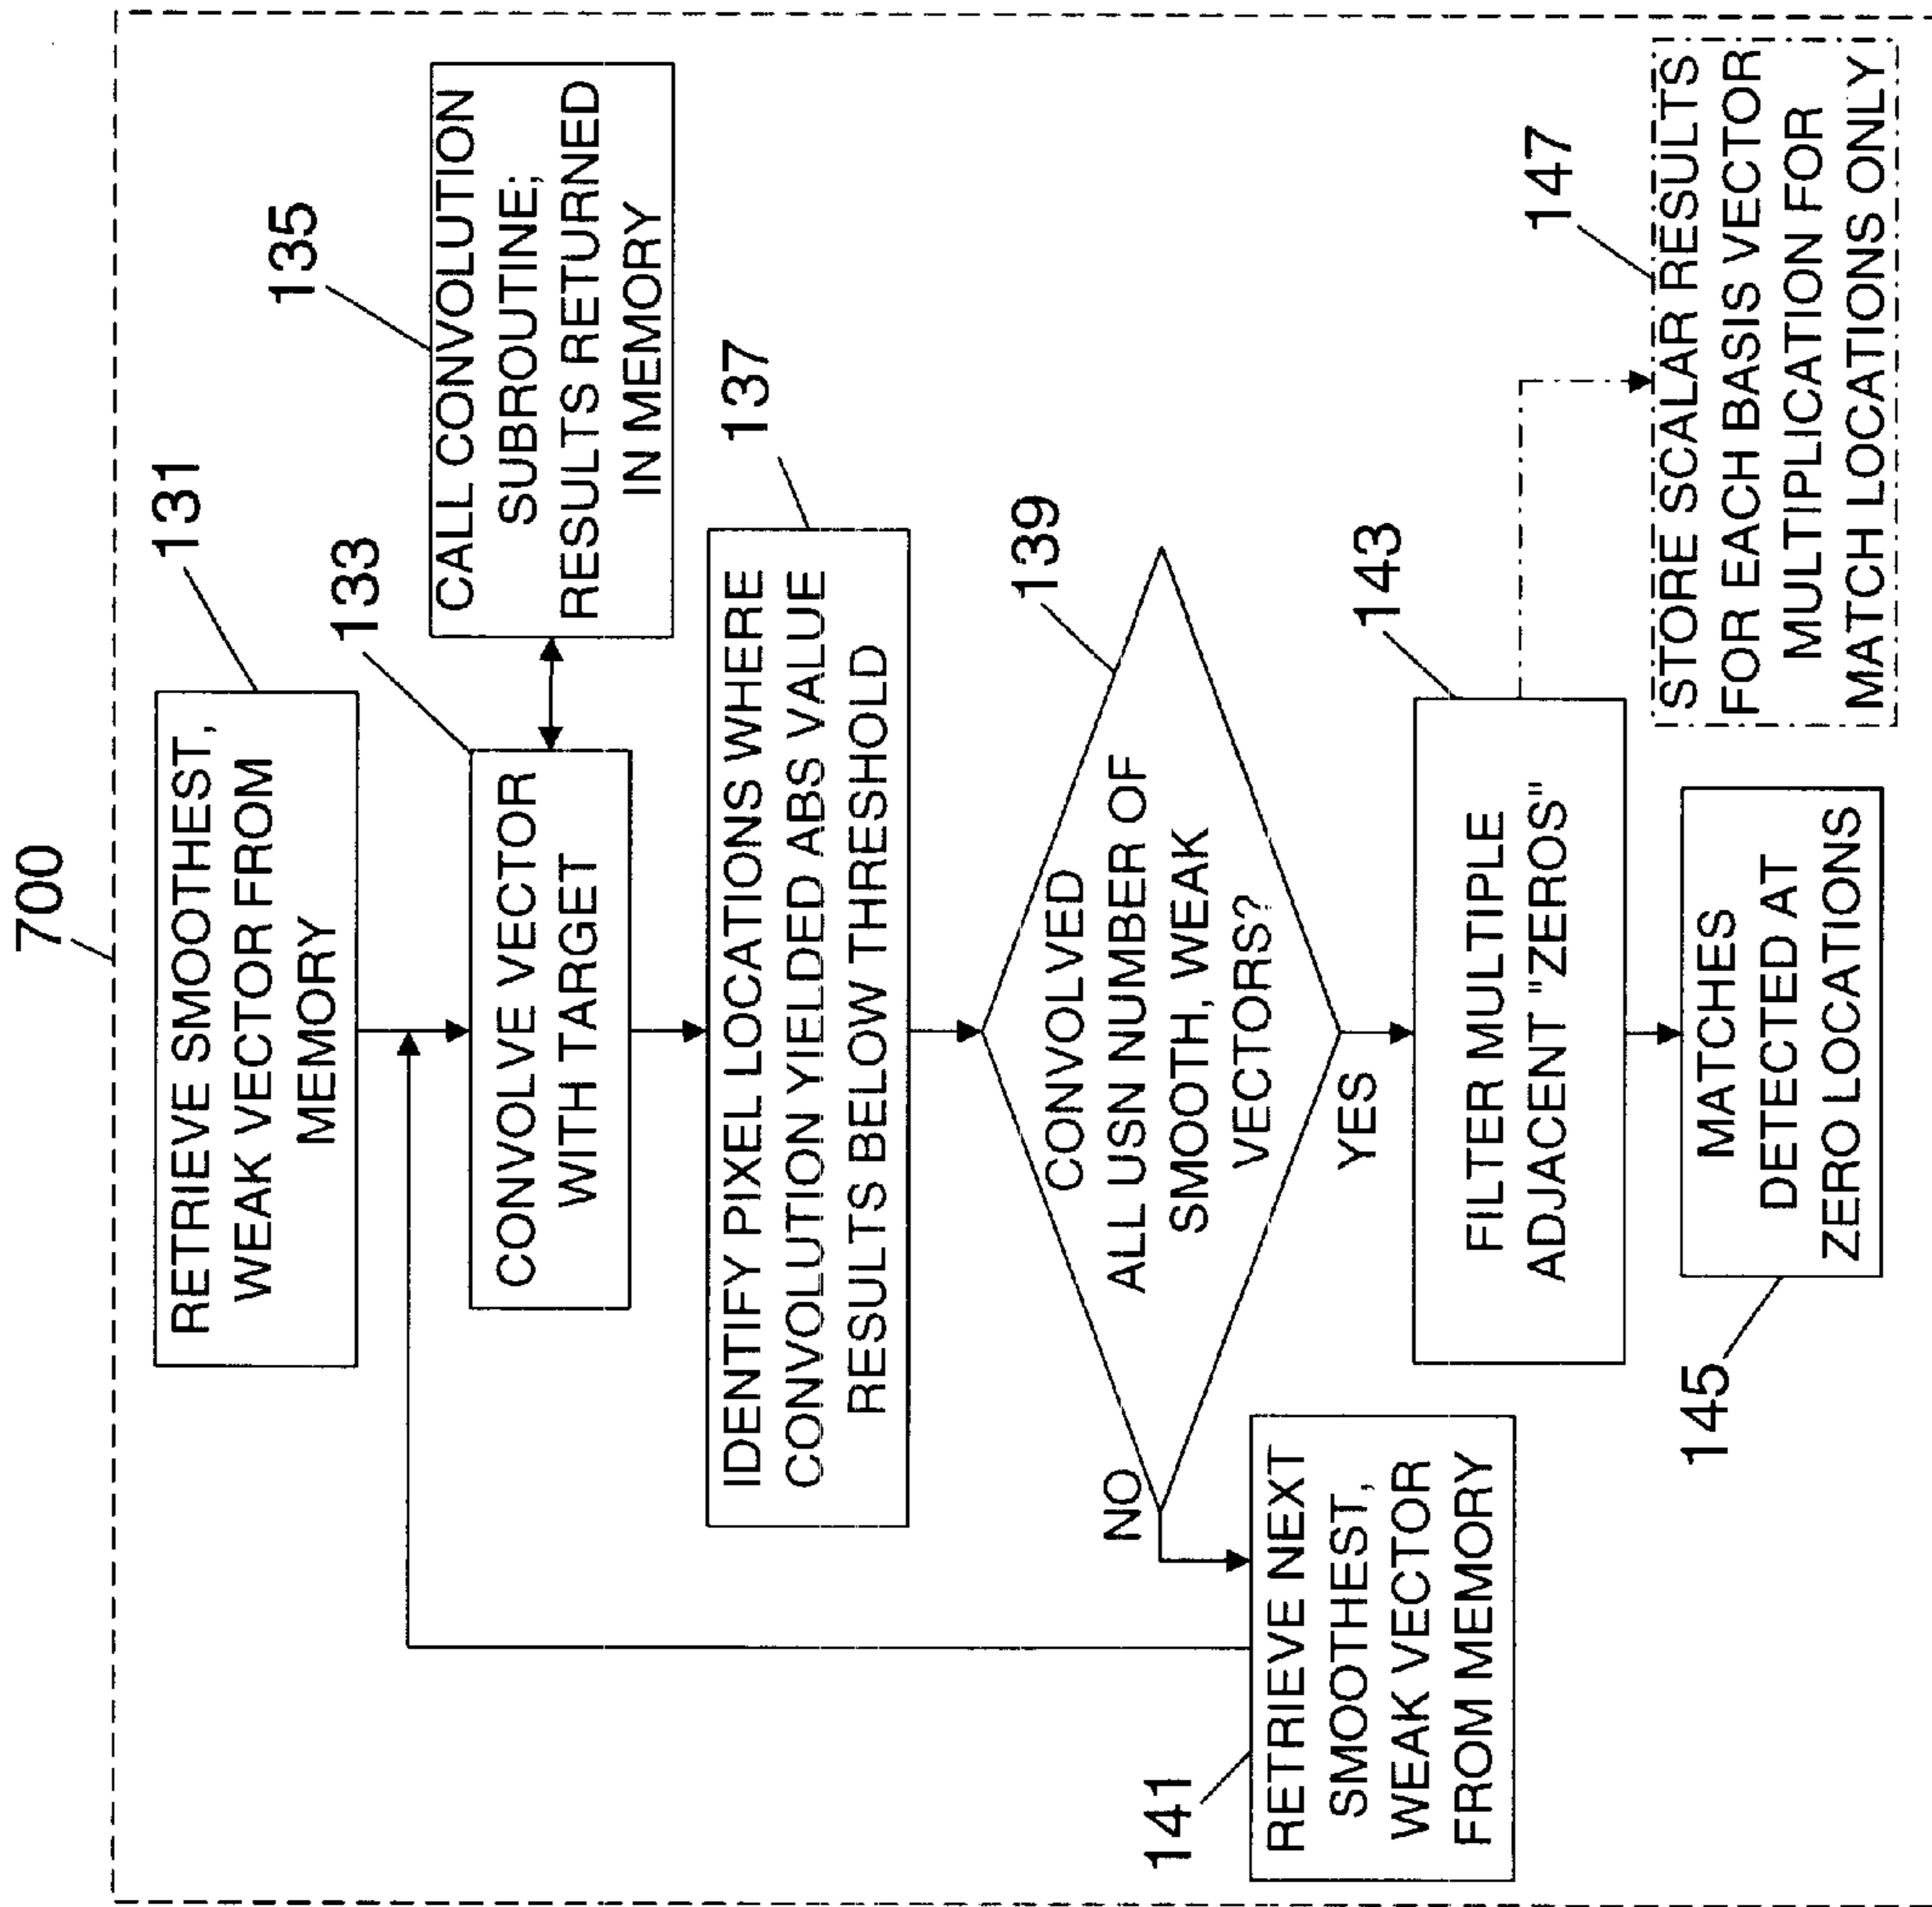 700
131
RETRIEVE SMOOTHEST,
WEAK VECTOR FROM
MEMORY
133
CONVOLVE VECTOR
WITH TARGET
135
CALL CONVOLUTION
SUBROUTINE;
RESULTS RETURNED
IN MEMORY
137
IDENTIFY PIXEL LOCATIONS WHERE
CONVOLUTION YIELDED ABS VALUE
RESULTS BELOW THRESHOLD
139
CONVOLVED
ALL USN NUMBER OF
SMOOTH, WEAK
VECTORS?
NO
YES
141
RETRIEVE NEXT
SMOOTHEST,
WEAK VECTOR
FROM MEMORY
143
FILTER MULTIPLE
ADJACENT "ZEROS"
145
MATCHES
DETECTED AT
ZERO LOCATIONS
147
STORE SCALAR RESULTS
FOR EACH BASIS VECTOR
MULTIPLICATION FOR
MATCH LOCATIONS ONLY